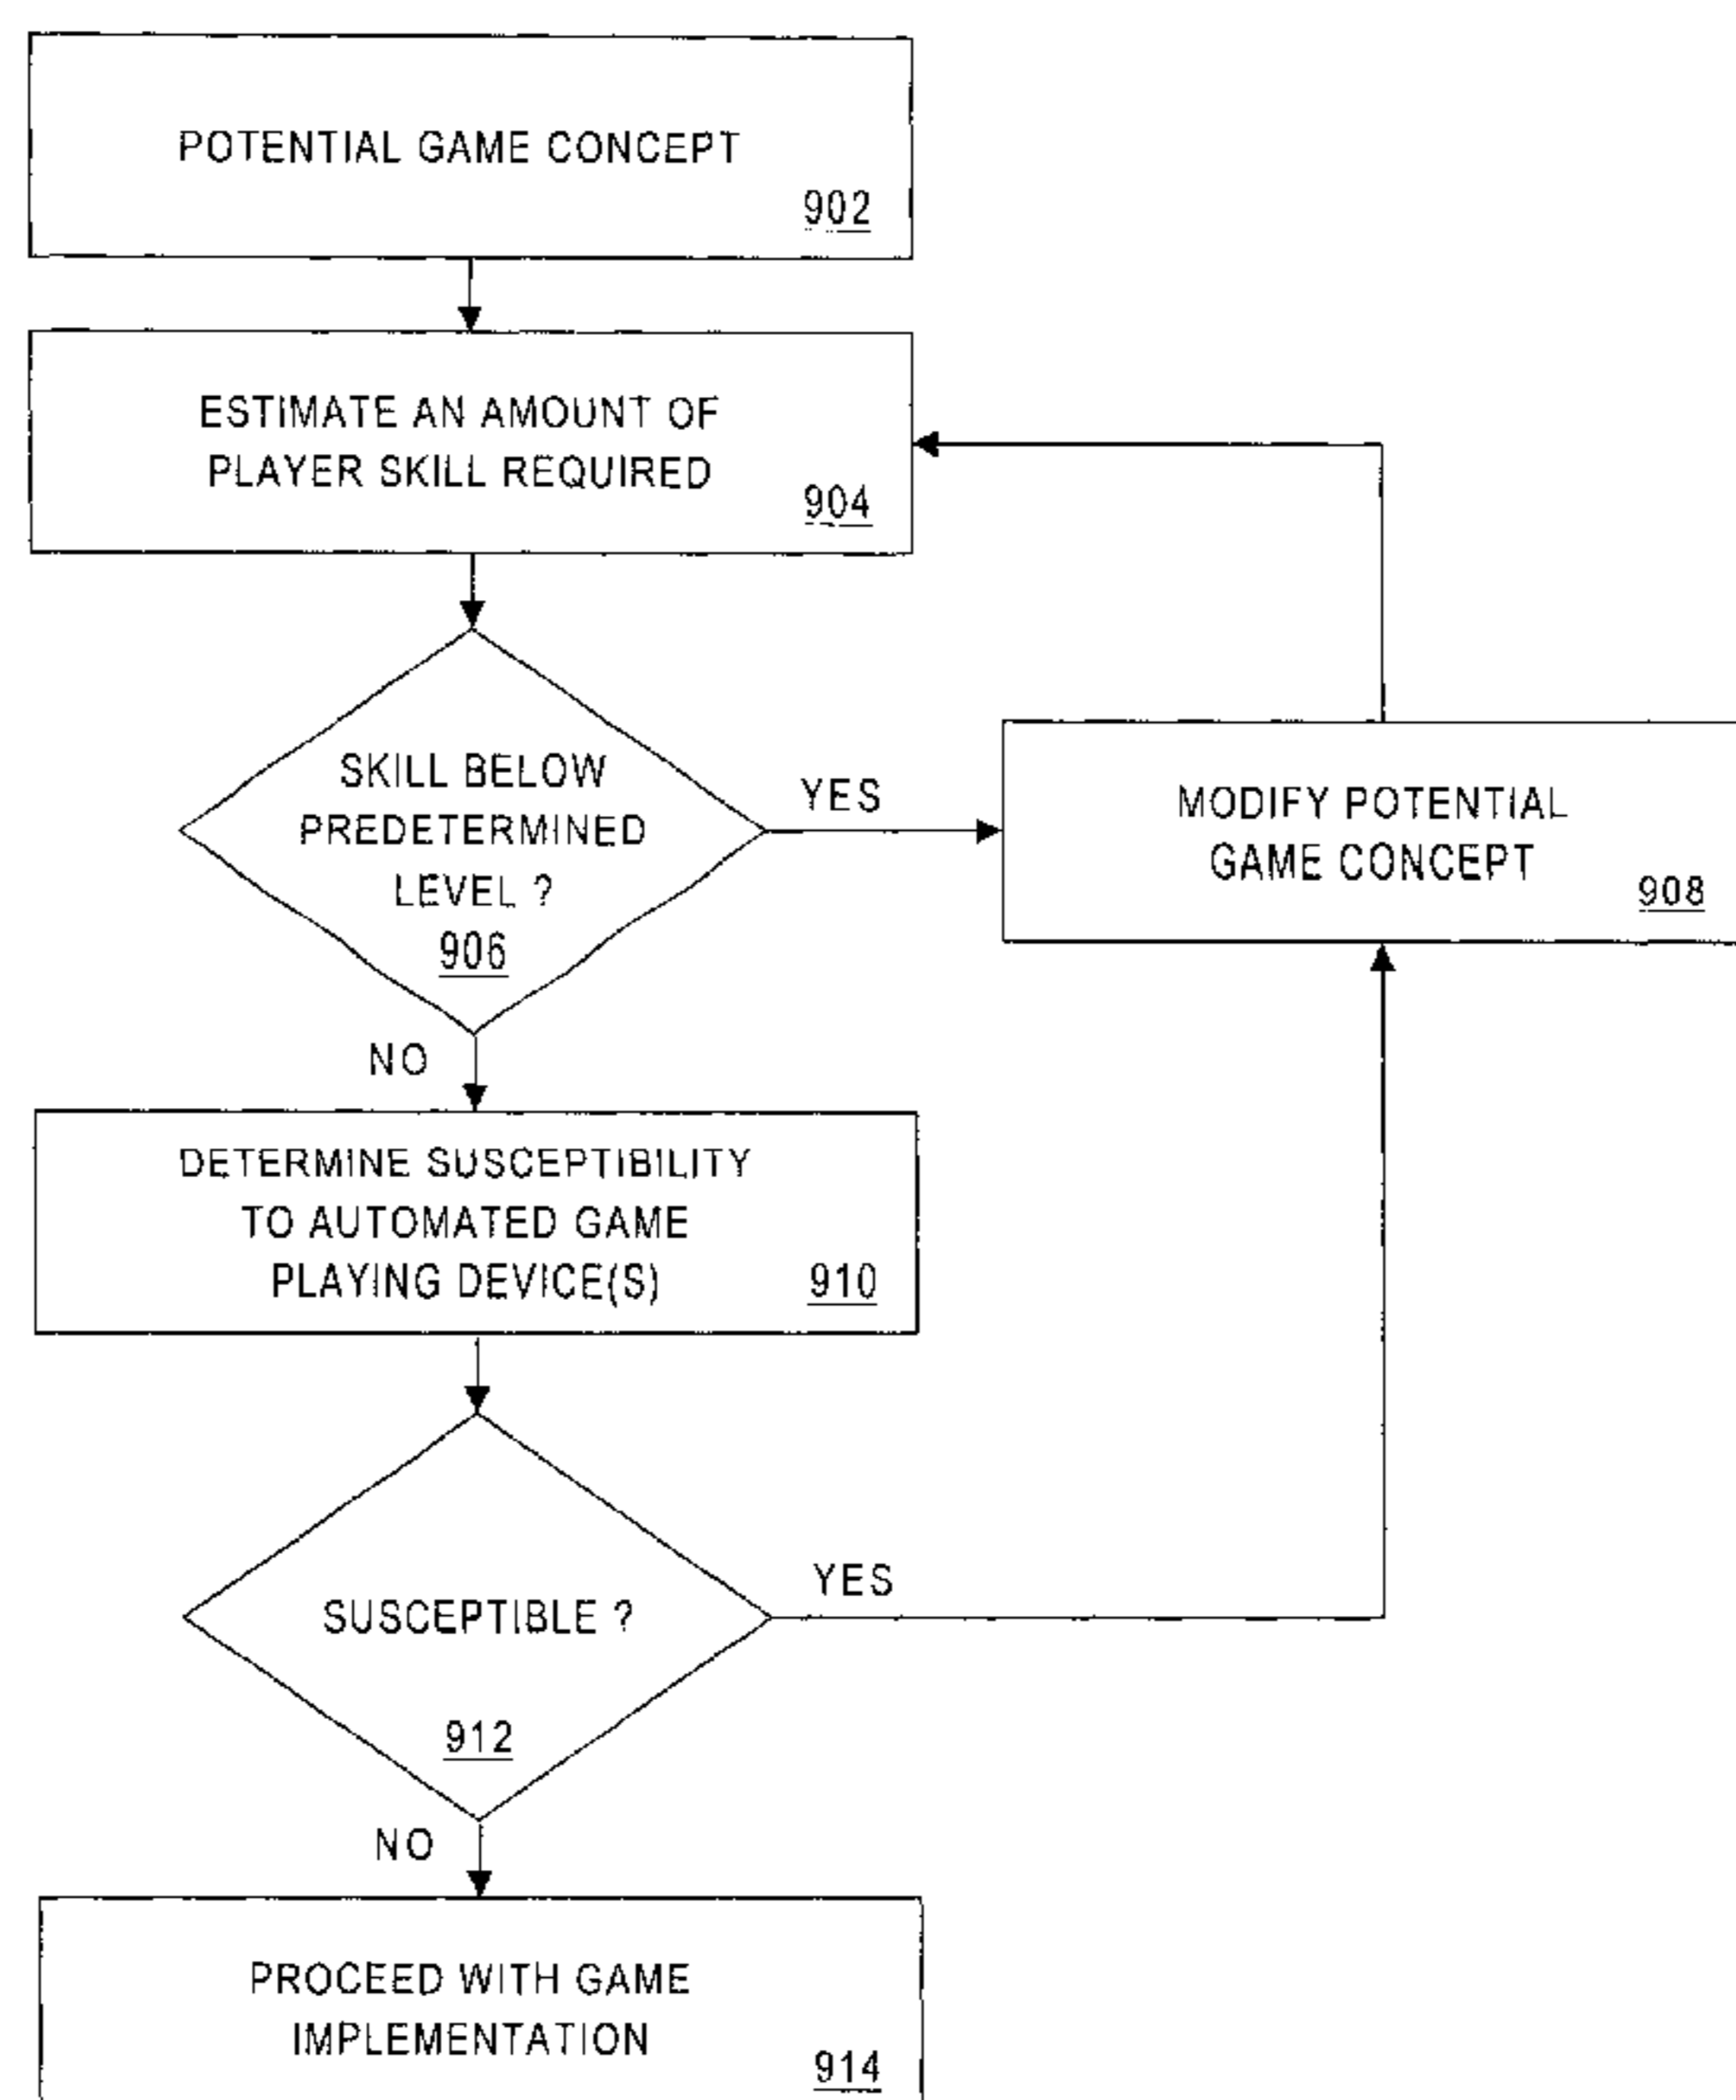 POTENTIAL GAME CONCEPT
902
ESTIMATE AN AMOUNT OF
PLAYER SKILL REQUIRED
904
SKILL BELOW
PREDETERMINED
LEVEL ?
906
YES
MODIFY POTENTIAL
GAME CONCEPT
908
NO
DETERMINE SUSCEPTIBILITY
TO AUTOMATED GAME
PLAYING DEVICE(S)
910
SUSCEPTIBLE ?
912
YES
NO
PROCEED WITH GAME
IMPLEMENTATION
914